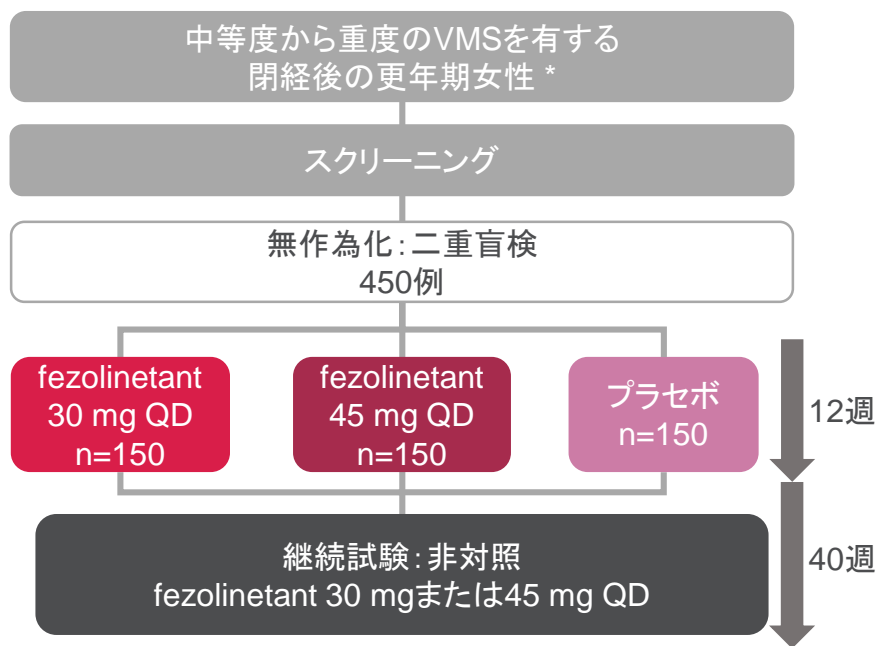 中等度から重度のVMSを有する
閉経後の更年期女性 *
スクリーニング
無作為化：二重盲検
450例
fezolinetant
30 mg QD
n=150
fezolinetant
45 mg QD
n=150
プラセボ
n=150
12週
継続試験：非対照
fezolinetant 30 mgまたは45 mg QD
40週